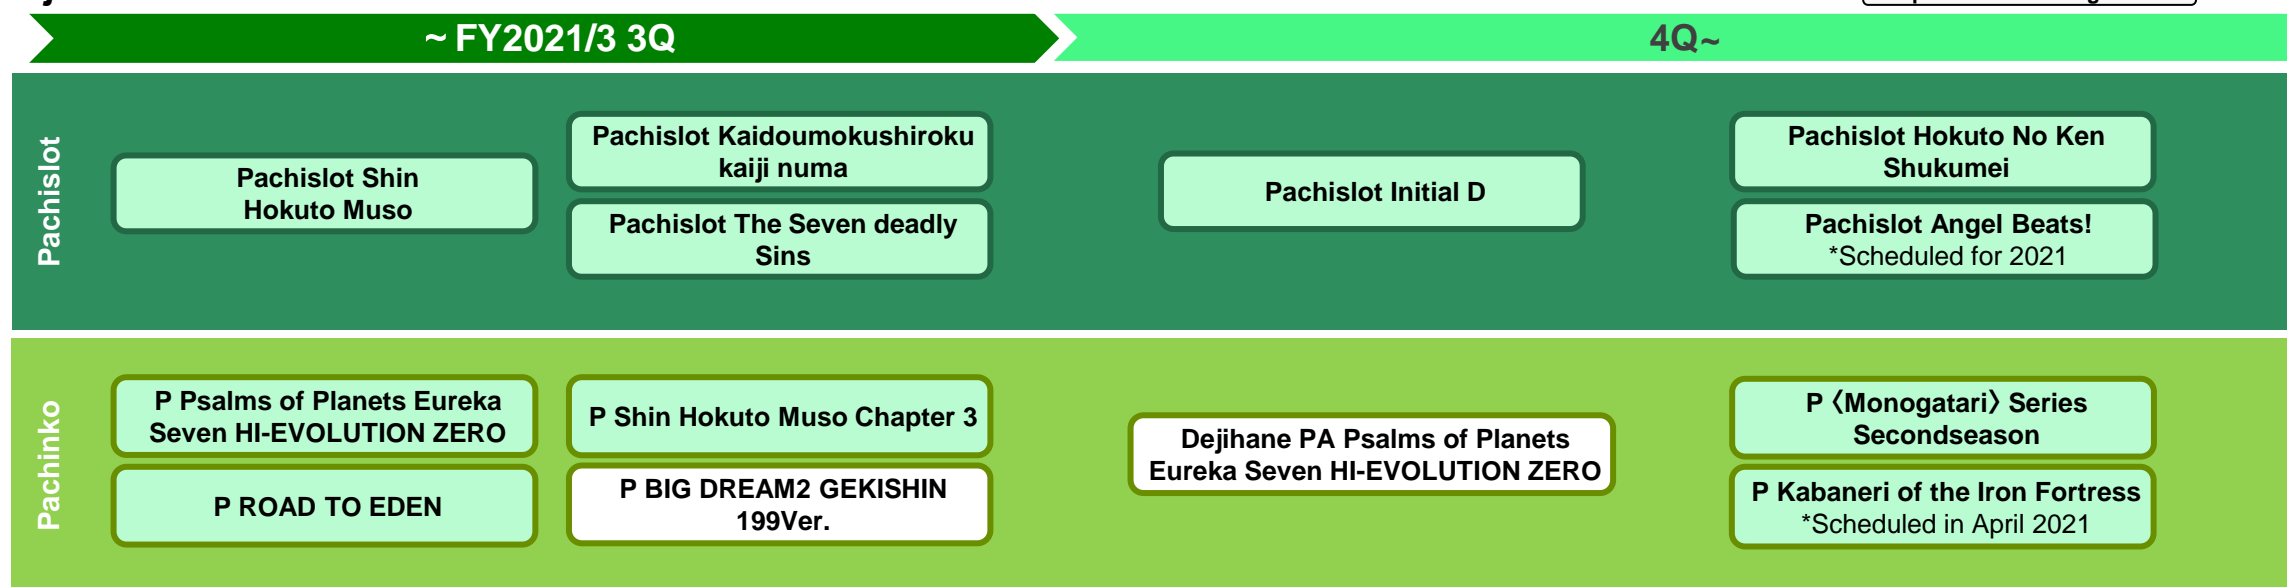 ~ FY2021/3 3Q
4Q~
Pachislot
Pachislot Shin
Hokuto Muso
Pachislot Kaidoumokushiroku
kaiji numa
Pachislot The Seven deadly
Sins
Pachislot Initial D
Pachislot Hokuto No Ken
Shukumei
Pachislot Angel Beats!
*Scheduled for 2021
Pachinko
P Psalms of Planets Eureka
Seven HI-EVOLUTION ZERO
P ROAD TO EDEN
P Shin Hokuto Muso Chapter 3
P BIG DREAM2 GEKISHIN
199Ver.
Dejihane PA Psalms of Planets
Eureka Seven HI-EVOLUTION ZERO
P〈Monogatari〉Series
Secondseason
P Kabaneri of the Iron Fortress
*Scheduled in April 2021